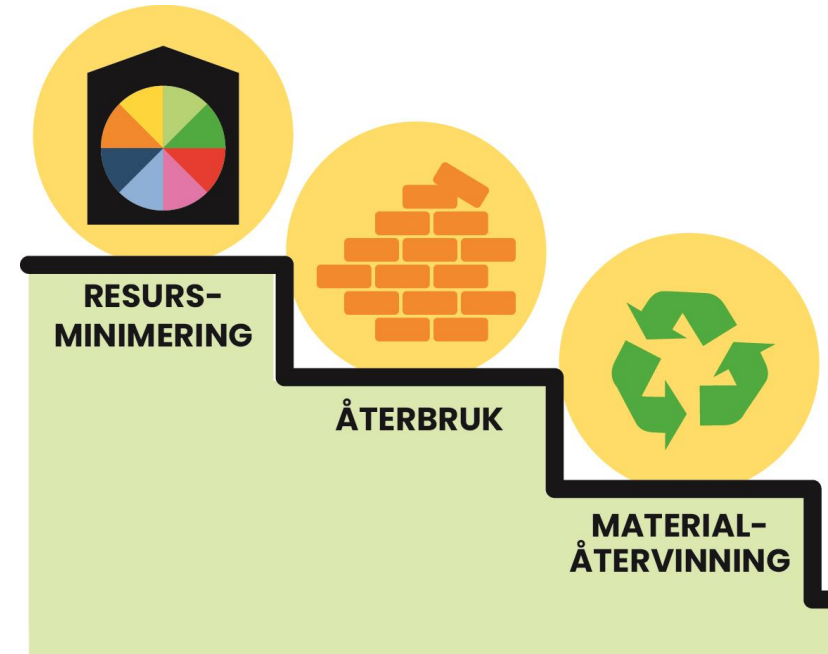 RESURS-
MINIMERING
ÅTERBRUK
MATERIAL-
ÅTERVINNING